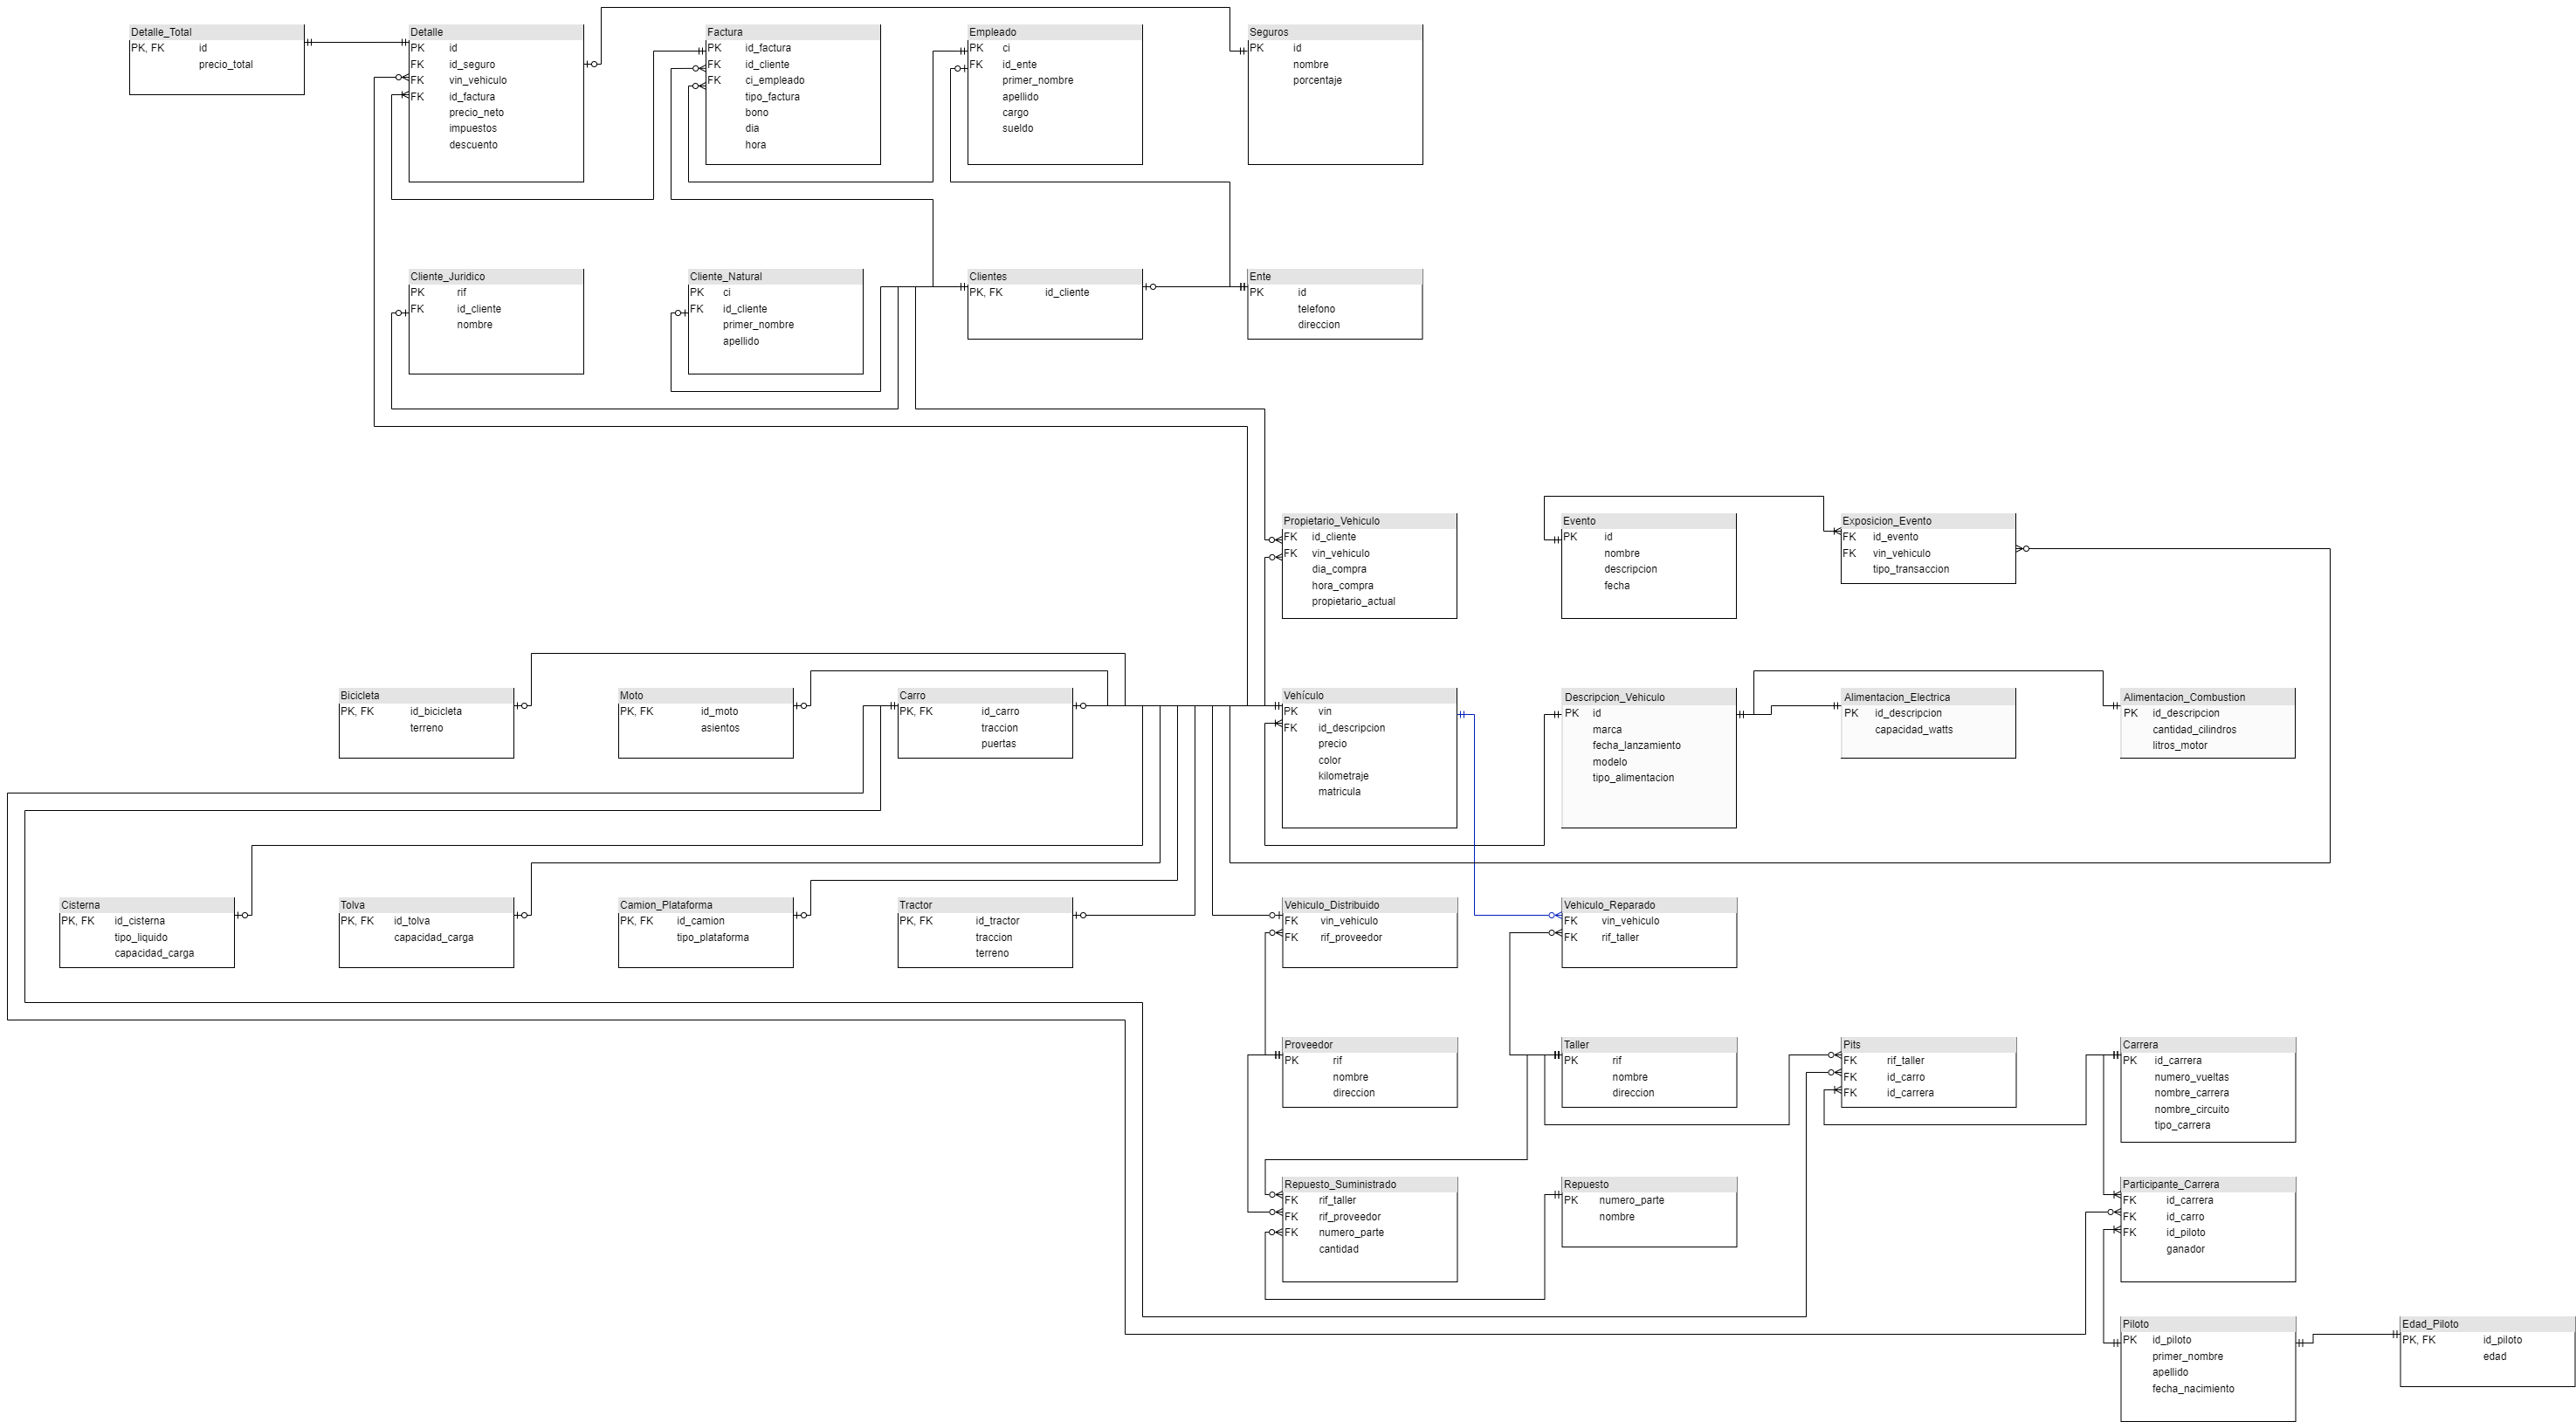 Detalle_Total
PK, FK id
precio_total
Detalle
PK id
FK id_seguro
FK vin_vehiculo
FK id_factura
precio_neto
impuestos
descuento
Factura
PK id_factura
FK id_cliente
FK ci_empleado
tipo_factura
bono
dia
hora
Empleado
PK ci
FK id_ente
primer_nombre
apellido
cargo
sueldo
Seguros
PK id
nombre
porcentaje
Cliente_Juridico
PK rif
FK id_cliente
nombre
Cliente_Natural
PK ci
FK id_cliente
primer_nombre
apellido
Clientes
PK, FK id_cliente
Ente
PK id
telefono
direccion
Propietario_Vehiculo
FK id_cliente
FK vin_vehiculo
dia_compra
hora_compra
propietario_actual
Evento
PK id
nombre
descripcion
fecha
Exposicion_Evento
FK id_evento
FK vin_vehiculo
tipo_transaccion
Bicicleta
PK, FK id_bicicleta
terreno
Moto
PK, FK id_moto
asientos
Carro
PK, FK id_carro
traccion
puertas
Vehículo
PK vin
FK id_descripcion
precio
color
kilometraje
matricula
Descripcion_Vehiculo
PK id
marca
fecha_lanzamiento
modelo
tipo_alimentacion
Alimentacion_Electrica
PK id_descripcion
capacidad_watts
Alimentacion_Combustion
PK id_descripcion
cantidad_cilindros
litros_motor
Cisterna
PK, FK id_cisterna
tipo_liquido
capacidad_carga
Tolva
PK, FK id_tolva
capacidad_carga
Camion_Plataforma
PK, FK id_camion
tipo_plataforma
Tractor
PK, FK id_tractor
traccion
terreno
Vehiculo_Distribuido
FK vin_vehiculo
FK rif_proveedor
Vehiculo_Reparado
FK vin_vehiculo
FK rif_taller
Proveedor
PK rif
nombre
direccion
Taller
PK rif
nombre
direccion
Pits
FK rif_taller
FK id_carro
FK id_carrera
Carrera
PK id_carrera
numero_vueltas
nombre_carrera
nombre_circuito
tipo_carrera
Repuesto_Suministrado
FK rif_taller
FK rif_proveedor
FK numero_parte
cantidad
Repuesto
PK numero_parte
nombre
Participante_Carrera
FK id_carrera
FK id_carro
FK id_piloto
ganador
Piloto
PK id_piloto
primer_nombre
apellido
fecha_nacimiento
Edad_Piloto
PK, FK id_piloto
edad